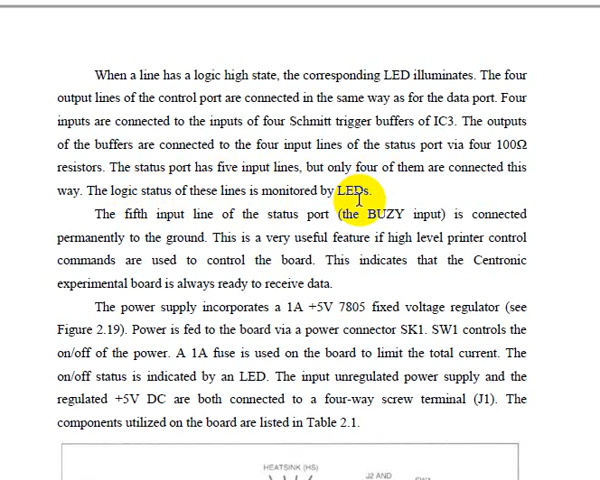 When a line has a logic high state, the corresponding LED illuminates. The four
output lines of the control port are connected in the same way as for the data port. Four
inputs are connected to the inputs of four Schmitt trigger buffers of IC3. The outputs
of the buffers are connected to the four input lines of the status port via four 100Ω
resistors. The status port has five input lines, but only four of them are connected this
way. The logic status of these lines is monitored by LEDs.
The fifth input line of the status port (the BUZY input) is connected
permanently to the ground. This is a very useful feature if high level printer control
commands are used to control the board. This indicates that the Centronic
experimental board is always ready to receive data.
The power supply incorporates a 1A +5V 7805 fixed voltage regulator (see
Figure 2.19). Power is fed to the board via a power connector SK1. SW1 controls the
on/off of the power. A 1A fuse is used on the board to limit the total current. The
on/off status is indicated by an LED. The input unregulated power supply and the
regulated +5V DC are both connected to a four-way screw terminal (J1). The
components utilized on the board are listed in Table 2.1.
HEATSINK (HS)
J2 AND